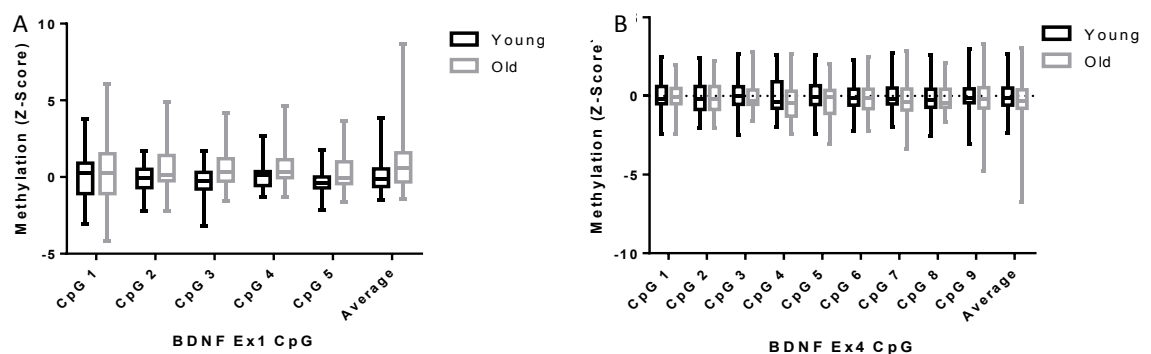 A
10
5
0
-5
Methylation (Z-Score)
Young
Old
CpG 1
CpG 2
CpG 3
CpG 4
CpG 5
Average
BDNF Ex1 CpG
B
0
-5
-10
Methylation (Z-Score`
Young
Old
CpG 1
CpG 2
CpG 3
CpG 4
CpG 5
CpG 6
CpG 7
CpG 8
CpG 9
Average
BDNF Ex4 CpG